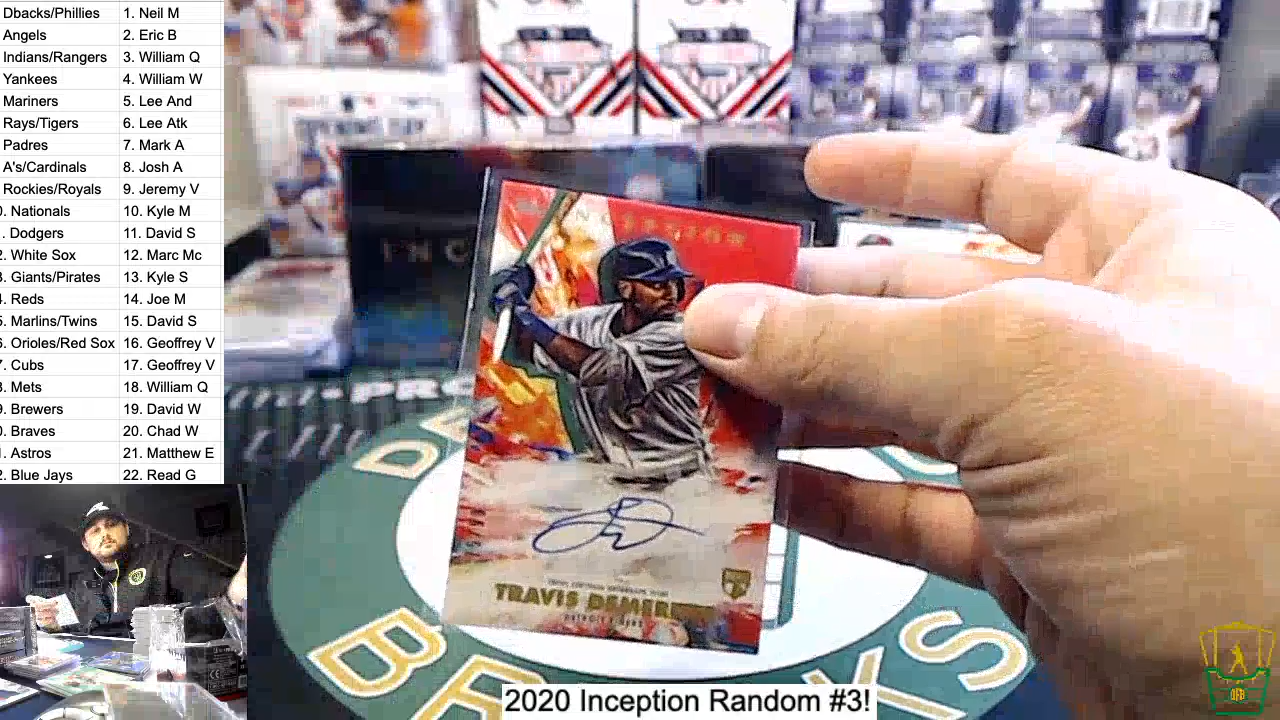 Dbacks/Phillies 1. Neil M
Angels 2. Eric B
Indians/Rangers 3. William Q
Yankees 4. William W
Mariners 5. Lee And
Rays/Tigers 6. Lee Atk
Padres 7. Mark A
A's/Cardinals 8. Josh A
Rockies/Royals 9. Jeremy V
Nationals 10. Kyle M
Dodgers 11. David S
White Sox 12. Marc Mc
Giants/Pirates 13. Kyle S
Reds 14. Joe M
Marlins/Twins 15. David S
Orioles/Red Sox 16. Geoffrey V
Cubs 17. Geoffrey V
Mets 18. William Q
Brewers 19. David W
Braves 20. Chad W
Astros 21. Matthew E
Blue Jays 22. Read G
TRAVIS
2020 Inception Random #3!